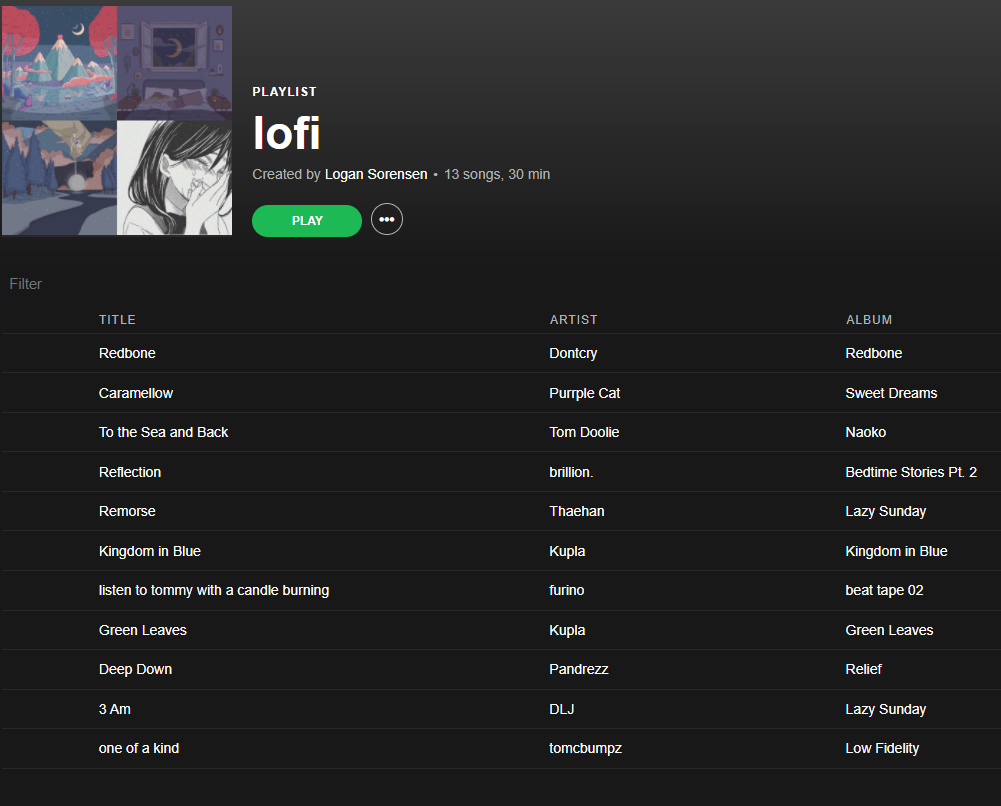 PLAYLIST
lofi
Created by Logan Sorensen • 13 songs, 30 min
PLAY
Filter
TITLE ARTIST ALBUM
Redbone Dontcry Redbone
Caramellow Purrple Cat Sweet Dreams
To the Sea and Back Tom Doolie Naoko
Reflection brillion. Bedtime Stories Pt. 2
Remorse Thaehan Lazy Sunday
Kingdom in Blue Kupla Kingdom in Blue
listen to tommy with a candle burning furino beat tape 02
Green Leaves Kupla Green Leaves
Deep Down Pandrezz Relief
3 Am DLJ Lazy Sunday
one of a kind tomcbumpz Low Fidelity